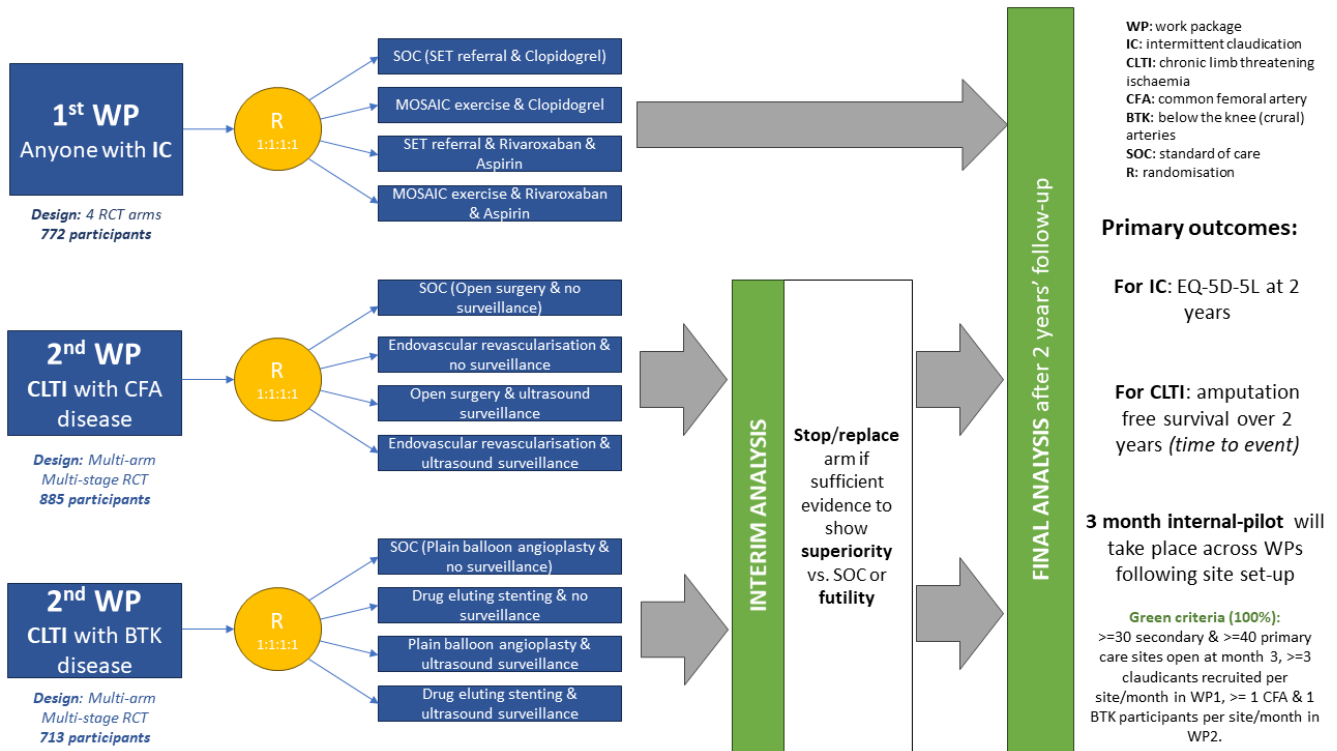 1st WP
Anyone with IC
Design: 4 RCT arms
772 participants
R
1:1:1:1
SOC (SET referral & Clopidogrel)
MOSAIC exercise & Clopidogrel
SET referral & Rivaroxaban &
Aspirin
MOSAIC exercise & Rivaroxaban
& Aspirin
2nd WP
CLTI with CFA
disease
Design: Multi-arm
Multi-stage RCT
885 participants
R
1:1:1:1
SOC (Open surgery & no
surveillance)
Endovascular revascularisation &
no surveillance
Open surgery & ultrasound
surveillance
Endovascular revascularisation &
ultrasound surveillance
2nd WP
CLTI with BTK
disease
Design: Multi-arm
Multi-stage RCT
713 participants
R
1:1:1:1
SOC (Plain balloon angioplasty &
no surveillance)
Drug eluting stenting & no
surveillance
Plain balloon angioplasty &
ultrasound surveillance
Drug eluting stenting &
ultrasound surveillance
INTERIM ANALYSIS
Stop/replace
arm if
sufficient
evidence to
show
superiority
vs. SOC or
futility
FINAL ANALYSIS after 2 years' follow-up
WP: work package
IC: intermittent claudication
CLTI: chronic limb threatening
ischaemia
CFA: common femoral artery
BTK: below the knee (crural)
arteries
SOC: standard of care
R: randomisation
Primary outcomes:
For IC: EQ-5D-5L at 2
years
For CLTI: amputation
free survival over 2
years (time to event)
3 month internal-pilot will
take place across WPs
following site set-up
Green criteria (100%):
>=30 secondary & >=40 primary
care sites open at month 3, >=3
claudicants recruited per
site/month in WP1, >= 1 CFA & 1
BTK participants per site/month in
WP2.